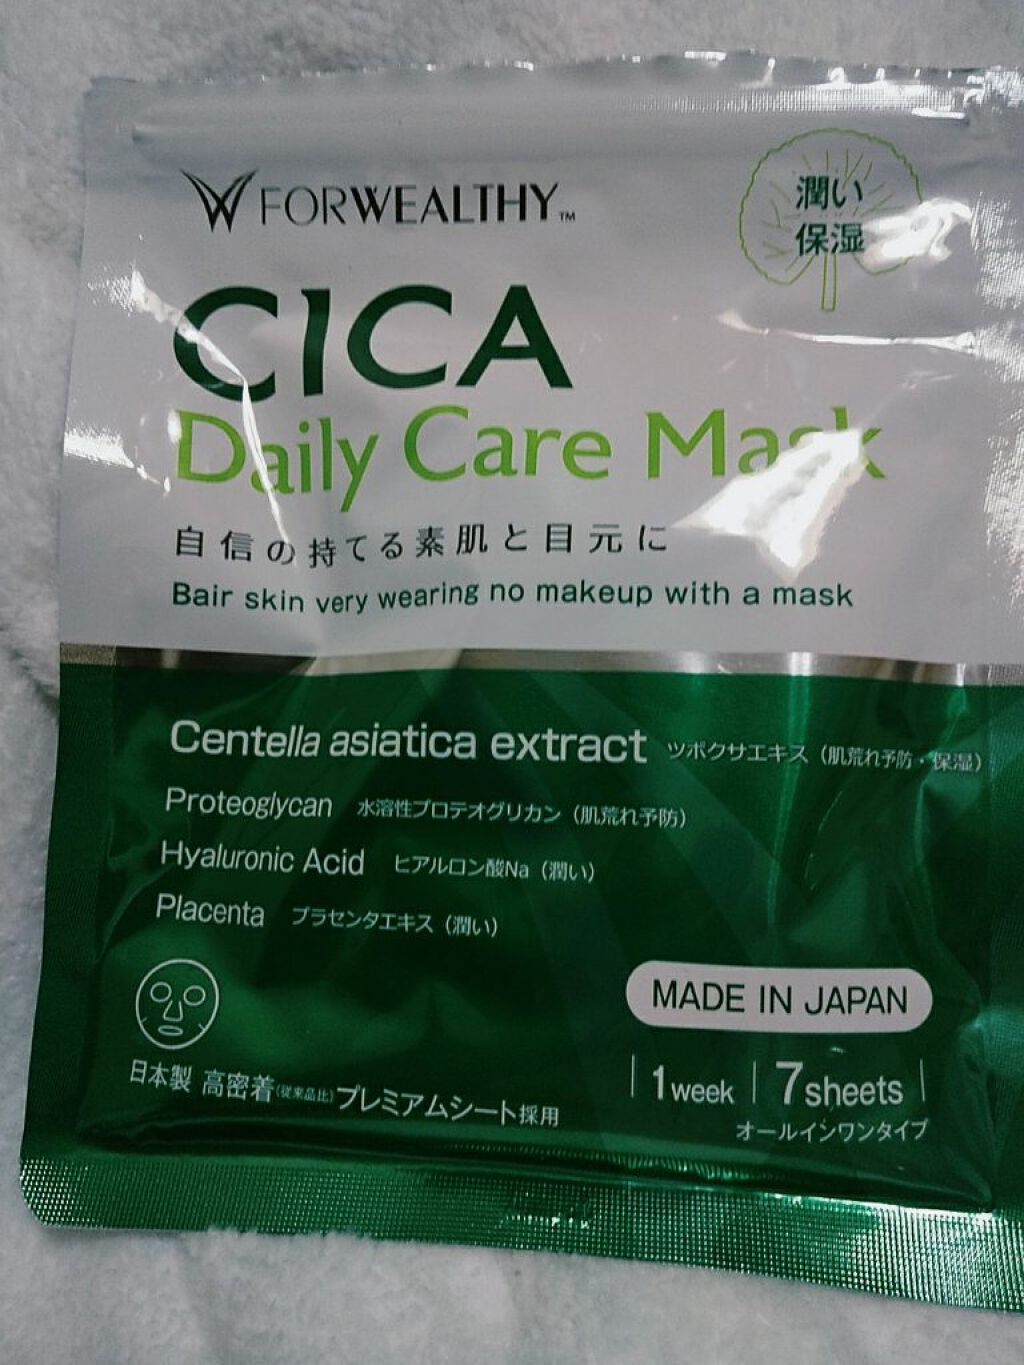 FORWEALTHY™
潤い
保湿
CICA
Daily Care Mask
自信の持てる素肌と目元に
Bair skin very wearing no makeup with a mask
Centella asiatica extract ツボクサエキス（肌荒れ予防・保湿）
Proteoglycan 水溶性プロテオグリカン（肌荒れ予防）
Hyaluronic Acid ヒアルロン酸Na（潤い）
Placenta プラセンタエキス（潤い）
MADE IN JAPAN
日本製 高密着(従来品比)プレミアムシート採用
1week 7sheets
オールインワンタイプ